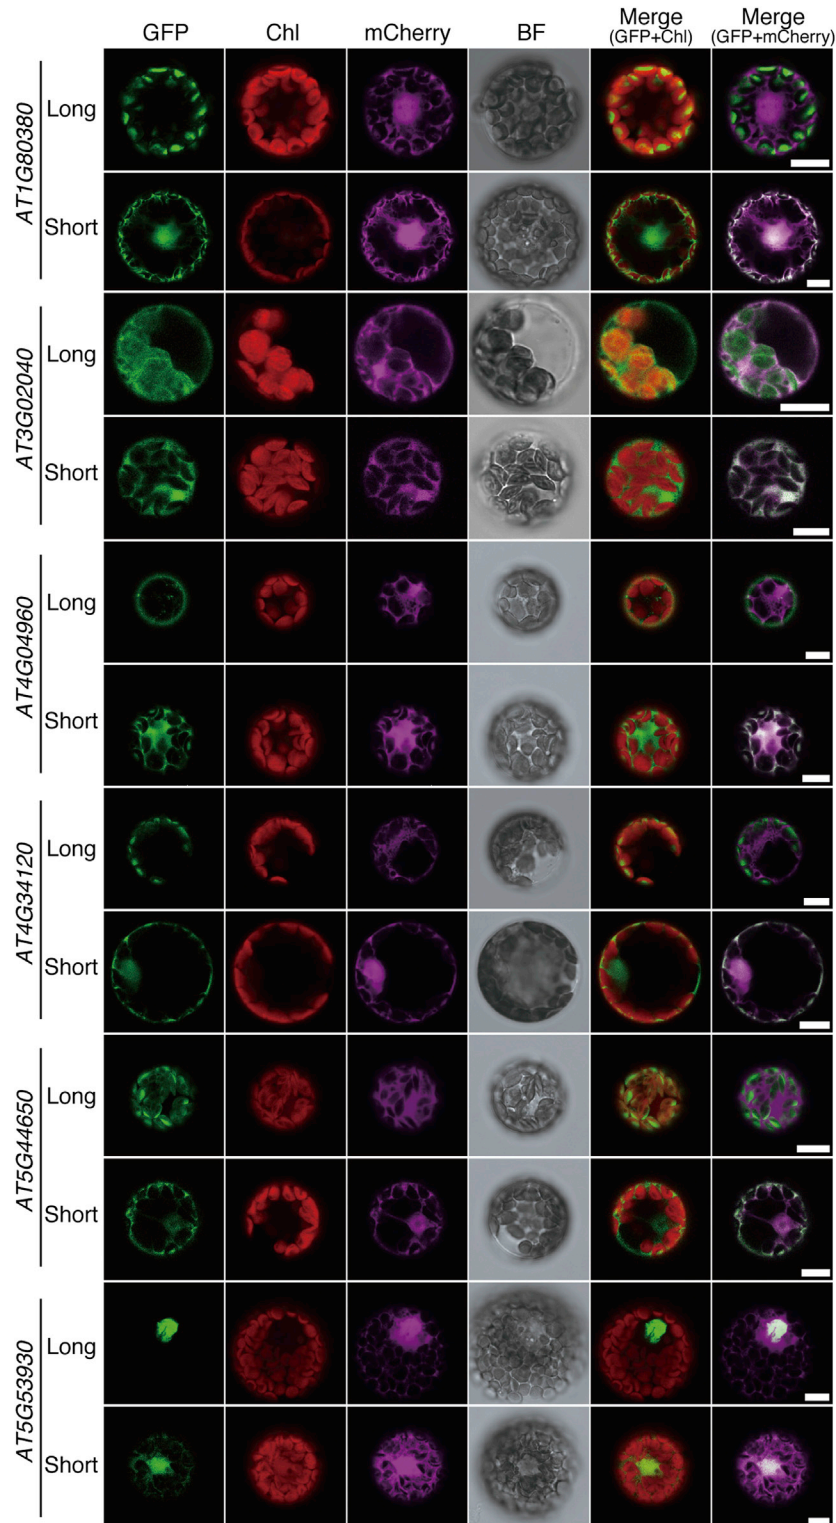 GFP Chl mCherry BF Merge (GFP+Chl) Merge (GFP+mCherry)
AT1G80380
Long
Short
AT3G02040
Long
Short
AT4G04960
Long
Short
AT4G34120
Long
Short
AT5G44650
Long
Short
AT5G53930
Long
Short